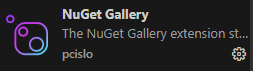 NuGet Gallery
The NuGet Gallery extension st...
pcislo